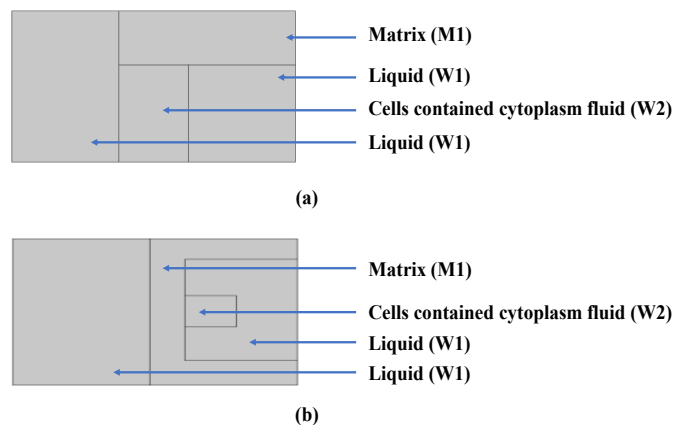 Matrix (M1)
Liquid (W1)
Cells contained cytoplasm fluid (W2)
Liquid (W1)
(a)
Matrix (M1)
Cells contained cytoplasm fluid (W2)
Liquid (W1)
Liquid (W1)
(b)